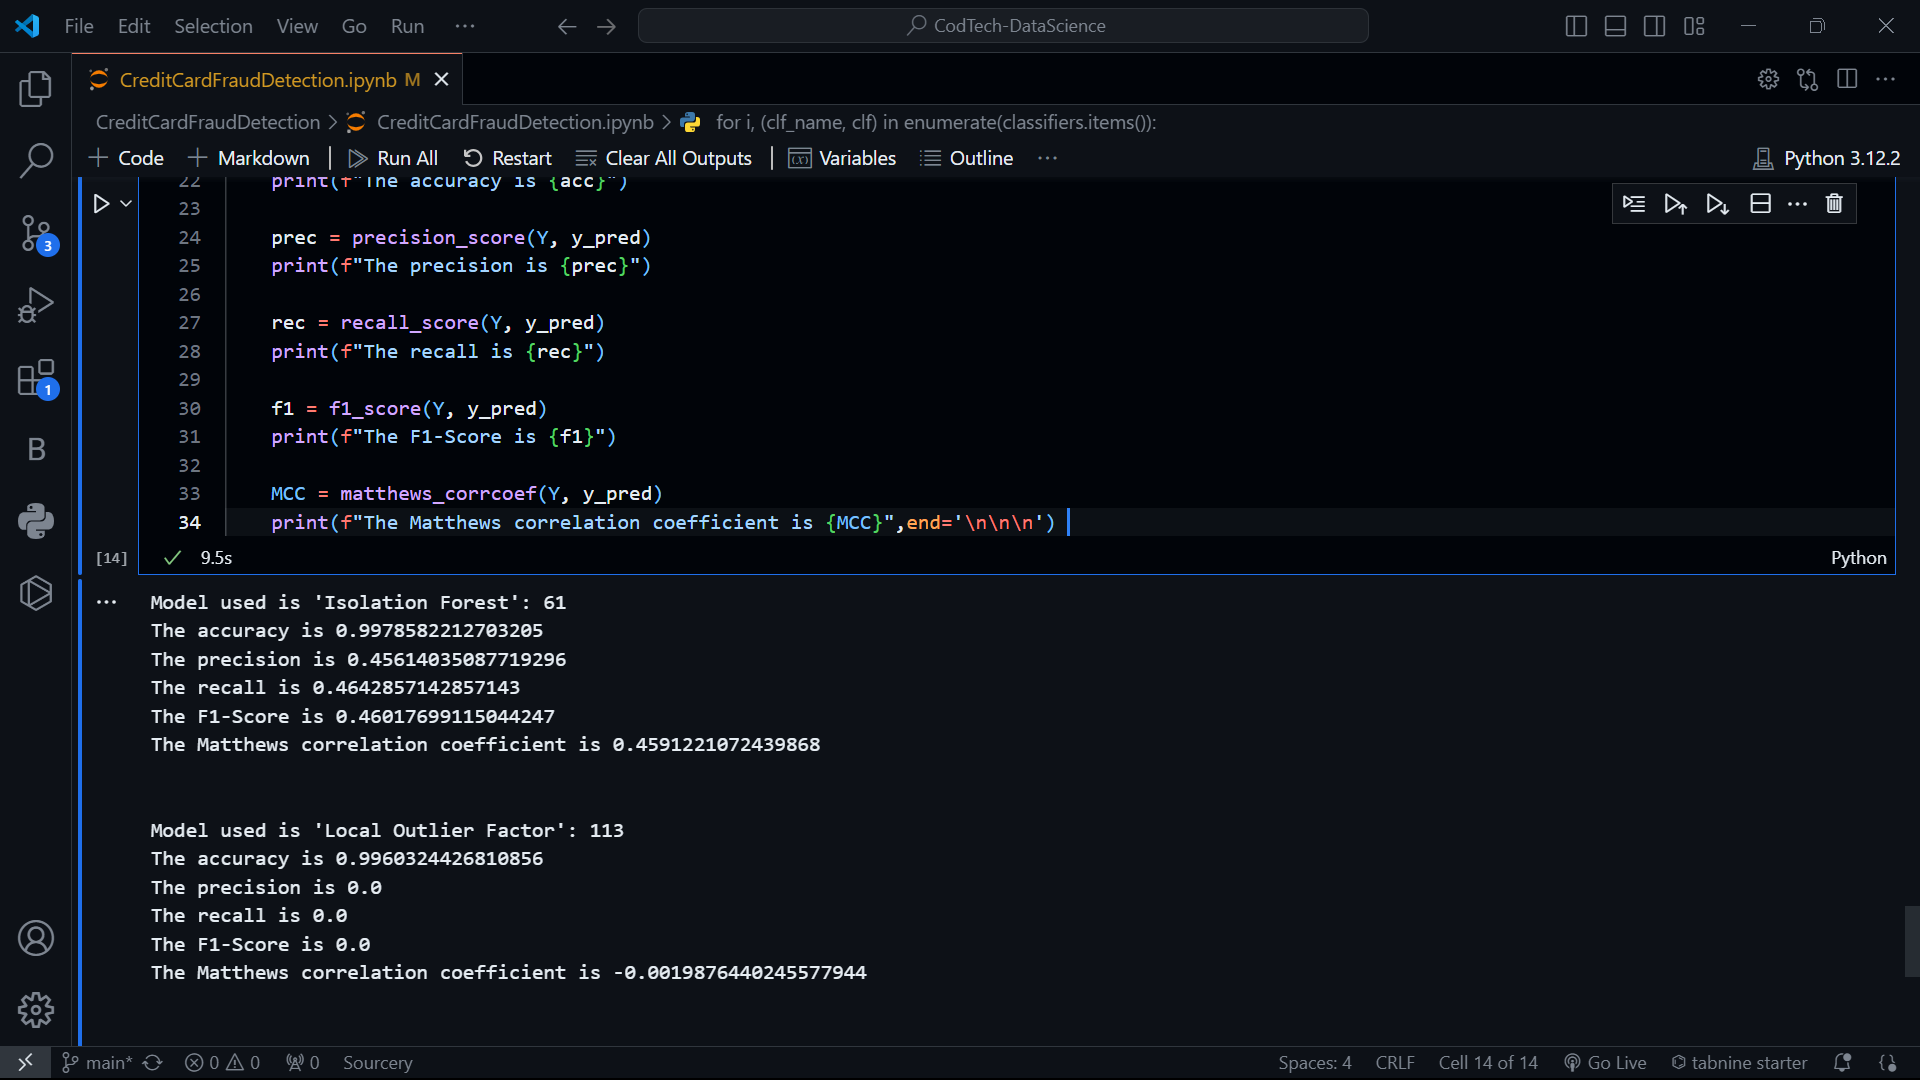 File Edit Selection View Go Run ··· CodTech-DataScience
CreditCardFraudDetection.ipynb M
CreditCardFraudDetection > CreditCardFraudDetection.ipynb > for i, (clf_name, clf) in enumerate(classifiers.items()):
+ Code + Markdown | Run All Restart Clear All Outputs | Variables Outline ··· Python 3.12.2
22 print(f"The accuracy is {acc}")
23
24 prec = precision_score(Y, y_pred)
25 print(f"The precision is {prec}")
26
27 rec = recall_score(Y, y_pred)
28 print(f"The recall is {rec}")
29
30 f1 = f1_score(Y, y_pred)
31 print(f"The F1-Score is {f1}")
32
33 MCC = matthews_corrcoef(Y, y_pred)
34 print(f"The Matthews correlation coefficient is {MCC}",end='\n\n\n')
[14] 9.5s Python
3
1
B
Model used is 'Isolation Forest': 61
The accuracy is 0.9978582212703205
The precision is 0.45614035087719296
The recall is 0.4642857142857143
The F1-Score is 0.46017699115044247
The Matthews correlation coefficient is 0.4591221072439868
Model used is 'Local Outlier Factor': 113
The accuracy is 0.9960324426810856
The precision is 0.0
The recall is 0.0
The F1-Score is 0.0
The Matthews correlation coefficient is -0.0019876440245577944
main* 0 0 0 Sourcery Spaces: 4 CRLF Cell 14 of 14 Go Live tabnine starter